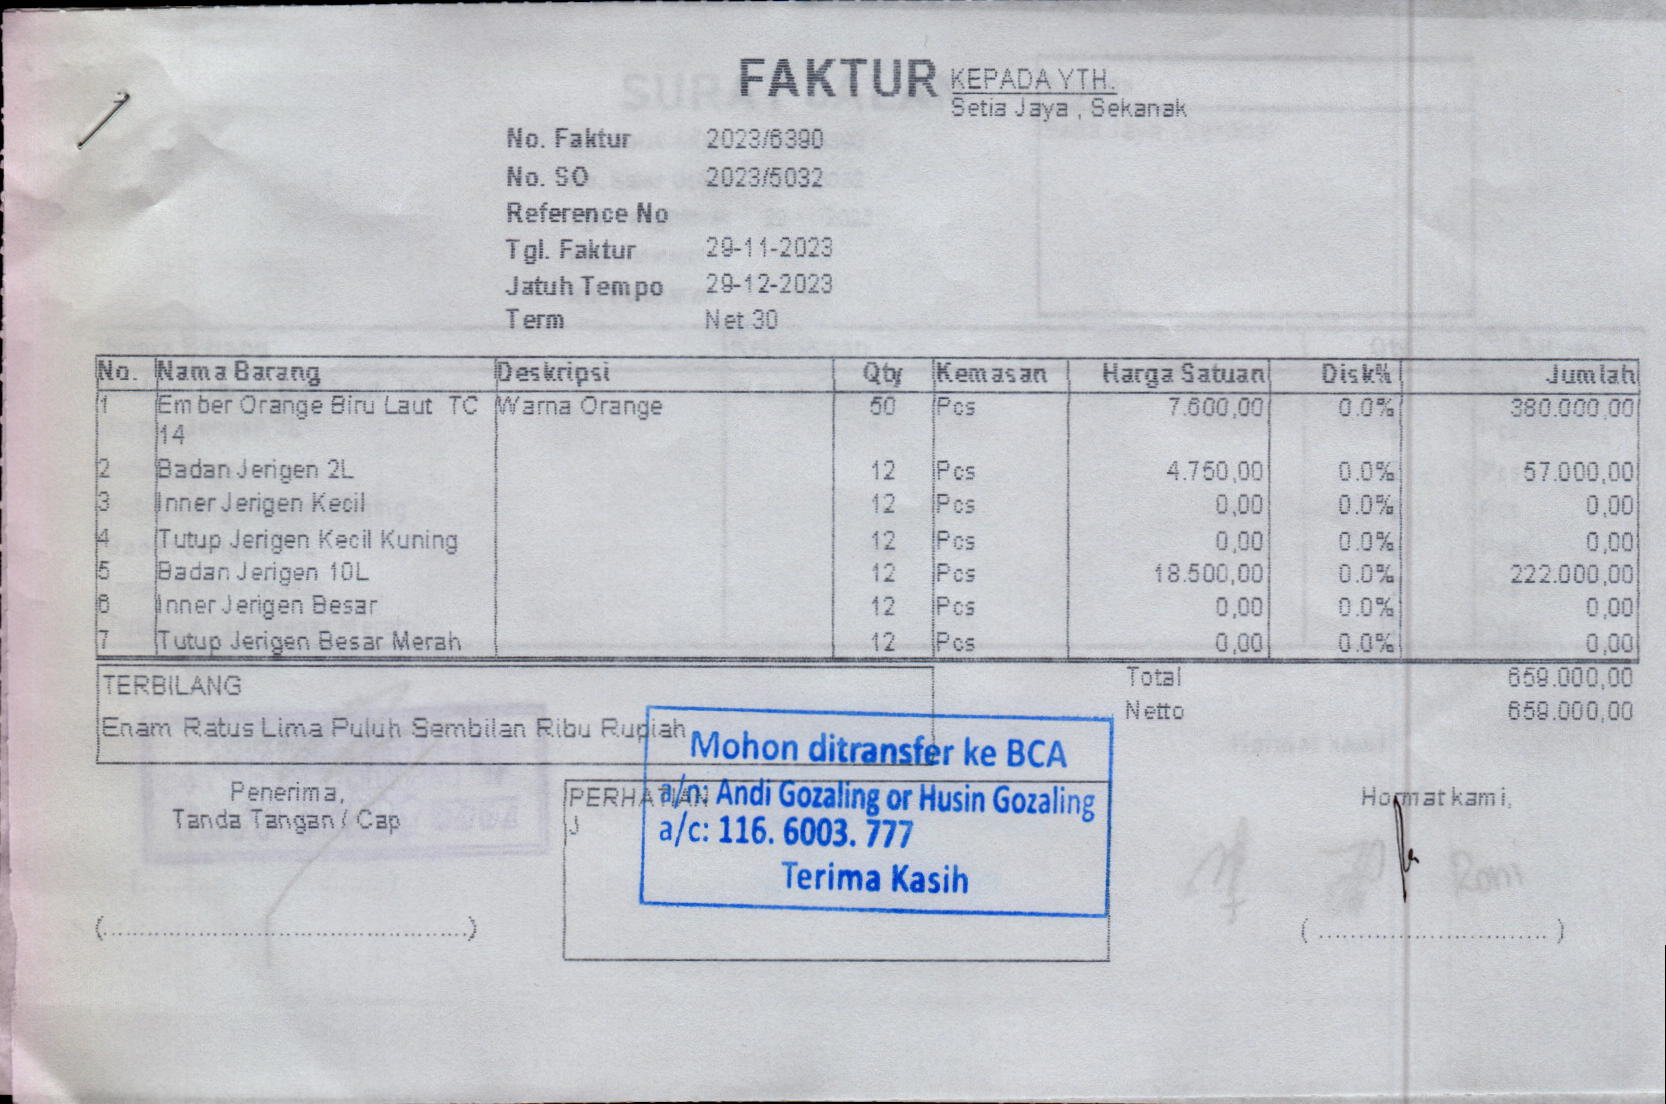 FAKTUR
KEPADA YTH.
Setia Jaya , Sekanak
No. Faktur 2023/6390
No. SO 2023/5032
Reference No
Tgl. Faktur 29-11-2023
Jatuh Tempo 29-12-2023
Term Net 30
No. Nama Barang Deskripsi Qty Kemasan Harga Satuan Disk% Jumlah
1 Ember Orange Biru Laut TC Warna Orange 50 Pcs 7.600,00 0.0% 380.000,00
14
2 Badan Jerigen 2L 12 Pcs 4.750,00 0.0% 57.000,00
3 Inner Jerigen Kecil 12 Pcs 0,00 0.0% 0,00
4 Tutup Jerigen Kecil Kuning 12 Pcs 0,00 0.0% 0,00
5 Badan Jerigen 10L 12 Pcs 18.500,00 0.0% 222.000,00
6 Inner Jerigen Besar 12 Pcs 0,00 0.0% 0,00
7 Tutup Jerigen Besar Merah 12 Pcs 0,00 0.0% 0,00
Total 659.000,00
Netto 659.000,00
TERBILANG
Enam Ratus Lima Puluh Sembilan Ribu Rupiah
Mohon ditransfer ke BCA
a/n: Andi Gozaling or Husin Gozaling
a/c: 116. 6003. 777
Terima Kasih
Penerima,
Tanda Tangan / Cap
(...............................................)
PERHATIAN
Hormat kami,
( ............................. )